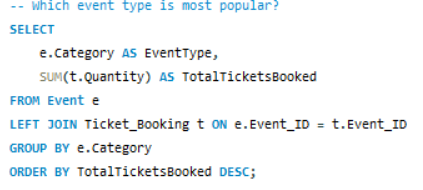 -- Which event type is most popular?
SELECT
e.Category AS EventType,
SUM(t.Quantity) AS TotalTicketsBooked
FROM Event e
LEFT JOIN Ticket_Booking t ON e.Event_ID = t.Event_ID
GROUP BY e.Category
ORDER BY TotalTicketsBooked DESC;